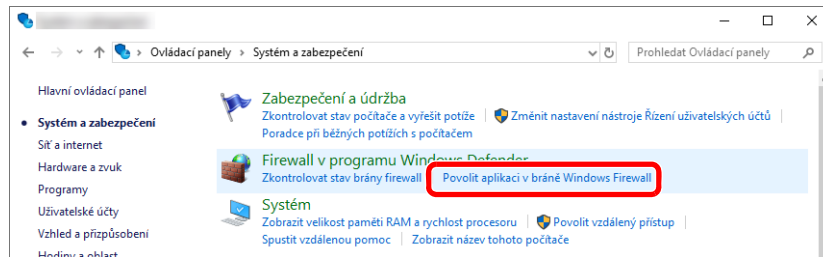 Ovládací panely › Systém a zabezpečení
Prohledat Ovládací panely
Hlavní ovládací panel
Systém a zabezpečení
Síť a internet
Hardware a zvuk
Programy
Uživatelské účty
Vzhled a přizpůsobení
Hodiny a oblast
Zabezpečení a údržba
Zkontrolovat stav počítače a vyřešit potíže
Změnit nastavení nástroje Řízení uživatelských účtů
Poradce při běžných potížích s počítačem
Firewall v programu Windows Defender
Zkontrolovat stav brány firewall
Povolit aplikaci v bráně Windows Firewall
Systém
Zobrazit velikost paměti RAM a rychlost procesoru
Povolit vzdálený přístup
Spustit vzdálenou pomoc
Zobrazit název tohoto počítače